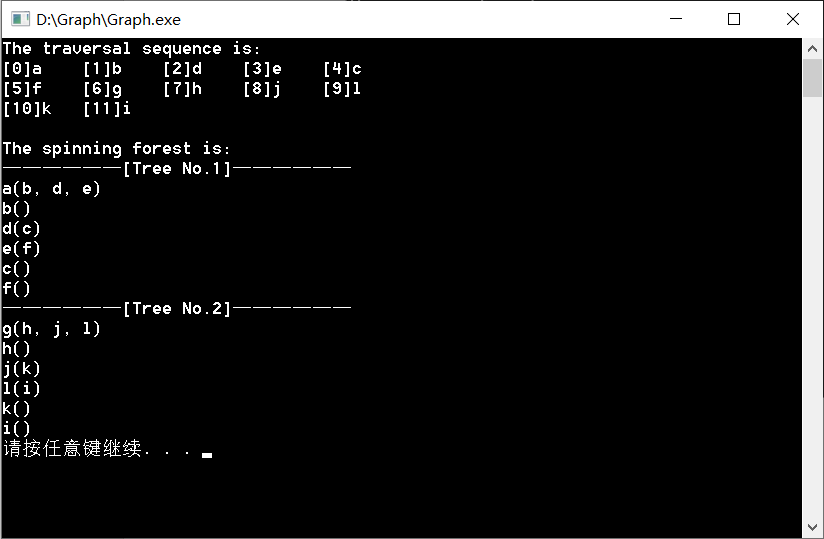 D:\Graph\Graph.exe
The traversal sequence is:
[0]a    [1]b    [2]d    [3]e    [4]c
[5]f    [6]g    [7]h    [8]j    [9]l
[10]k   [11]i
The spinning forest is:
——————[Tree No.1]——————
a(b, d, e)
b()
d(c)
e(f)
c()
f()
——————[Tree No.2]——————
g(h, j, l)
h()
j(k)
l(i)
k()
i()
请按任意键继续. . .